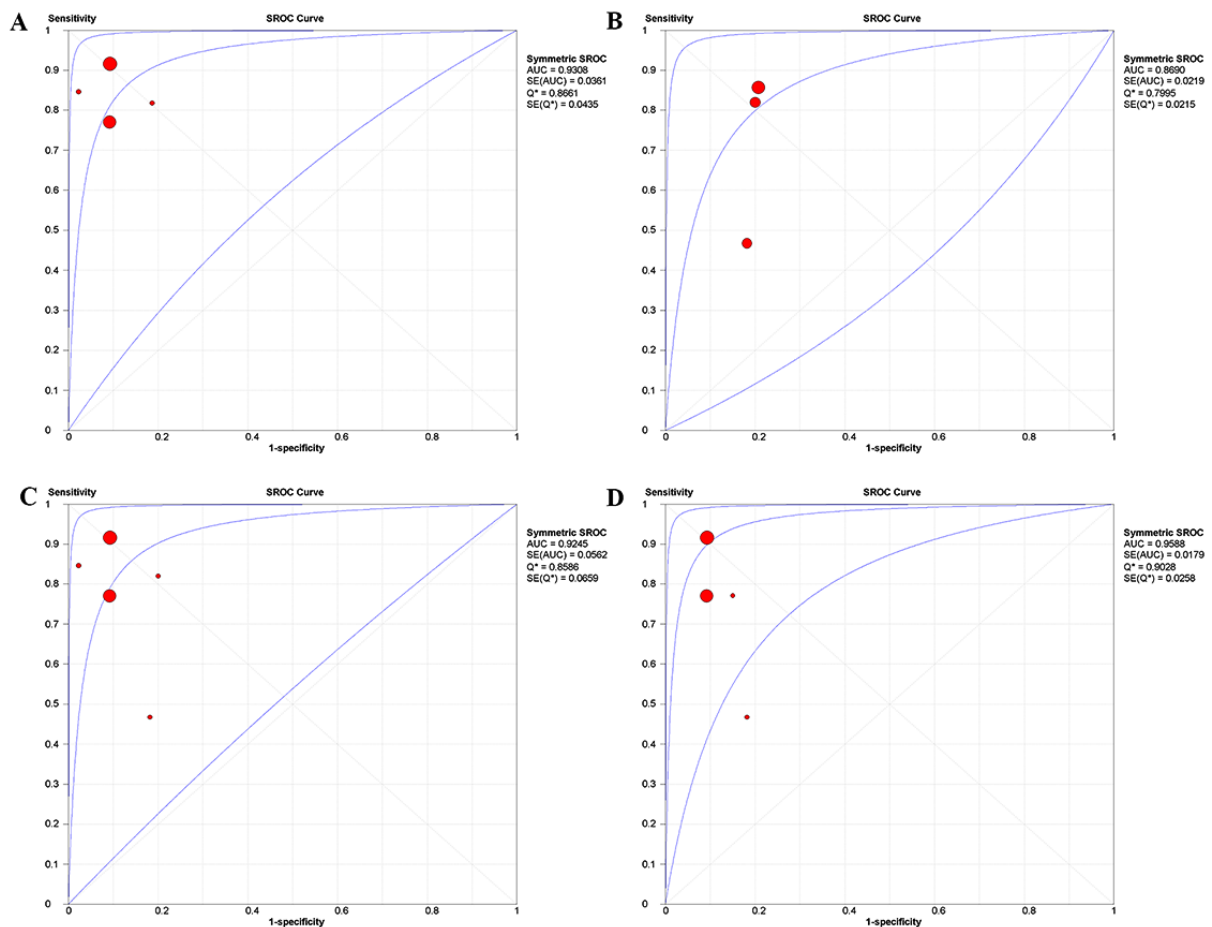 A
Sensitivity
SROC Curve
1
0.9
0.8
0.7
0.6
0.5
0.4
0.3
0.2
0.1
0
0 0.2 0.4 0.6 0.8 1
1-specificity
Symmetric SROC
AUC = 0.9308
SE(AUC) = 0.0361
Q* = 0.8661
SE(Q*) = 0.0435
B
Sensitivity
SROC Curve
1
0.9
0.8
0.7
0.6
0.5
0.4
0.3
0.2
0.1
0
0 0.2 0.4 0.6 0.8 1
1-specificity
Symmetric SROC
AUC = 0.8690
SE(AUC) = 0.0219
Q* = 0.7995
SE(Q*) = 0.0215
C
Sensitivity
SROC Curve
1
0.9
0.8
0.7
0.6
0.5
0.4
0.3
0.2
0.1
0
0 0.2 0.4 0.6 0.8 1
1-specificity
Symmetric SROC
AUC = 0.9245
SE(AUC) = 0.0562
Q* = 0.8586
SE(Q*) = 0.0659
D
Sensitivity
SROC Curve
1
0.9
0.8
0.7
0.6
0.5
0.4
0.3
0.2
0.1
0
0 0.2 0.4 0.6 0.8 1
1-specificity
Symmetric SROC
AUC = 0.9588
SE(AUC) = 0.0179
Q* = 0.9028
SE(Q*) = 0.0258